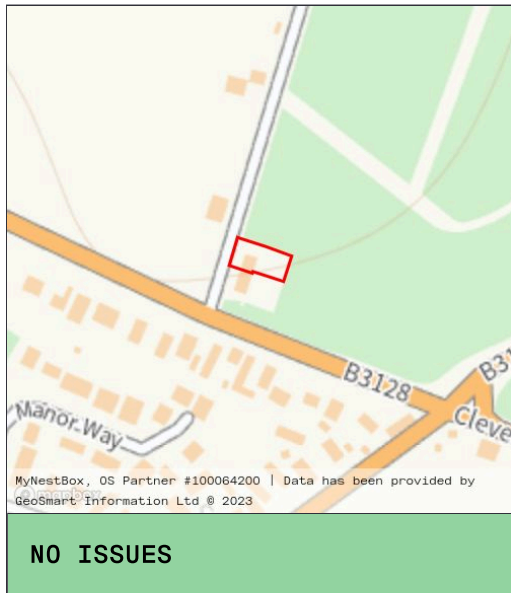 B3128
B31
Cleve
Manor Way
MyNestBox, OS Partner #100064200 | Data has been provided by
© mapbox
GeoSmart Information Ltd © 2023
NO ISSUES